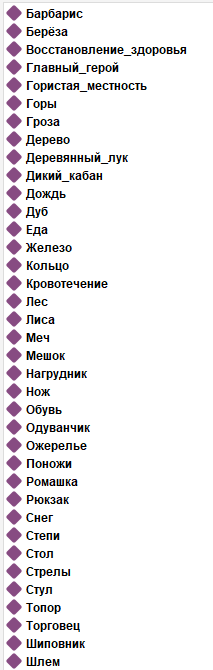 Барбарис
Берёза
Восстановление_здоровья
Главный_герой
Гористая_местность
Горы
Гроза
Дерево
Деревянный_лук
Дикий_кабан
Дождь
Дуб
Еда
Железо
Кольцо
Кровотечение
Лес
Лиса
Меч
Мешок
Нагрудник
Нож
Обувь
Одуванчик
Ожерелье
Поножи
Ромашка
Рюкзак
Снег
Степи
Стол
Стрелы
Стул
Топор
Торговец
Шиповник
Шлем